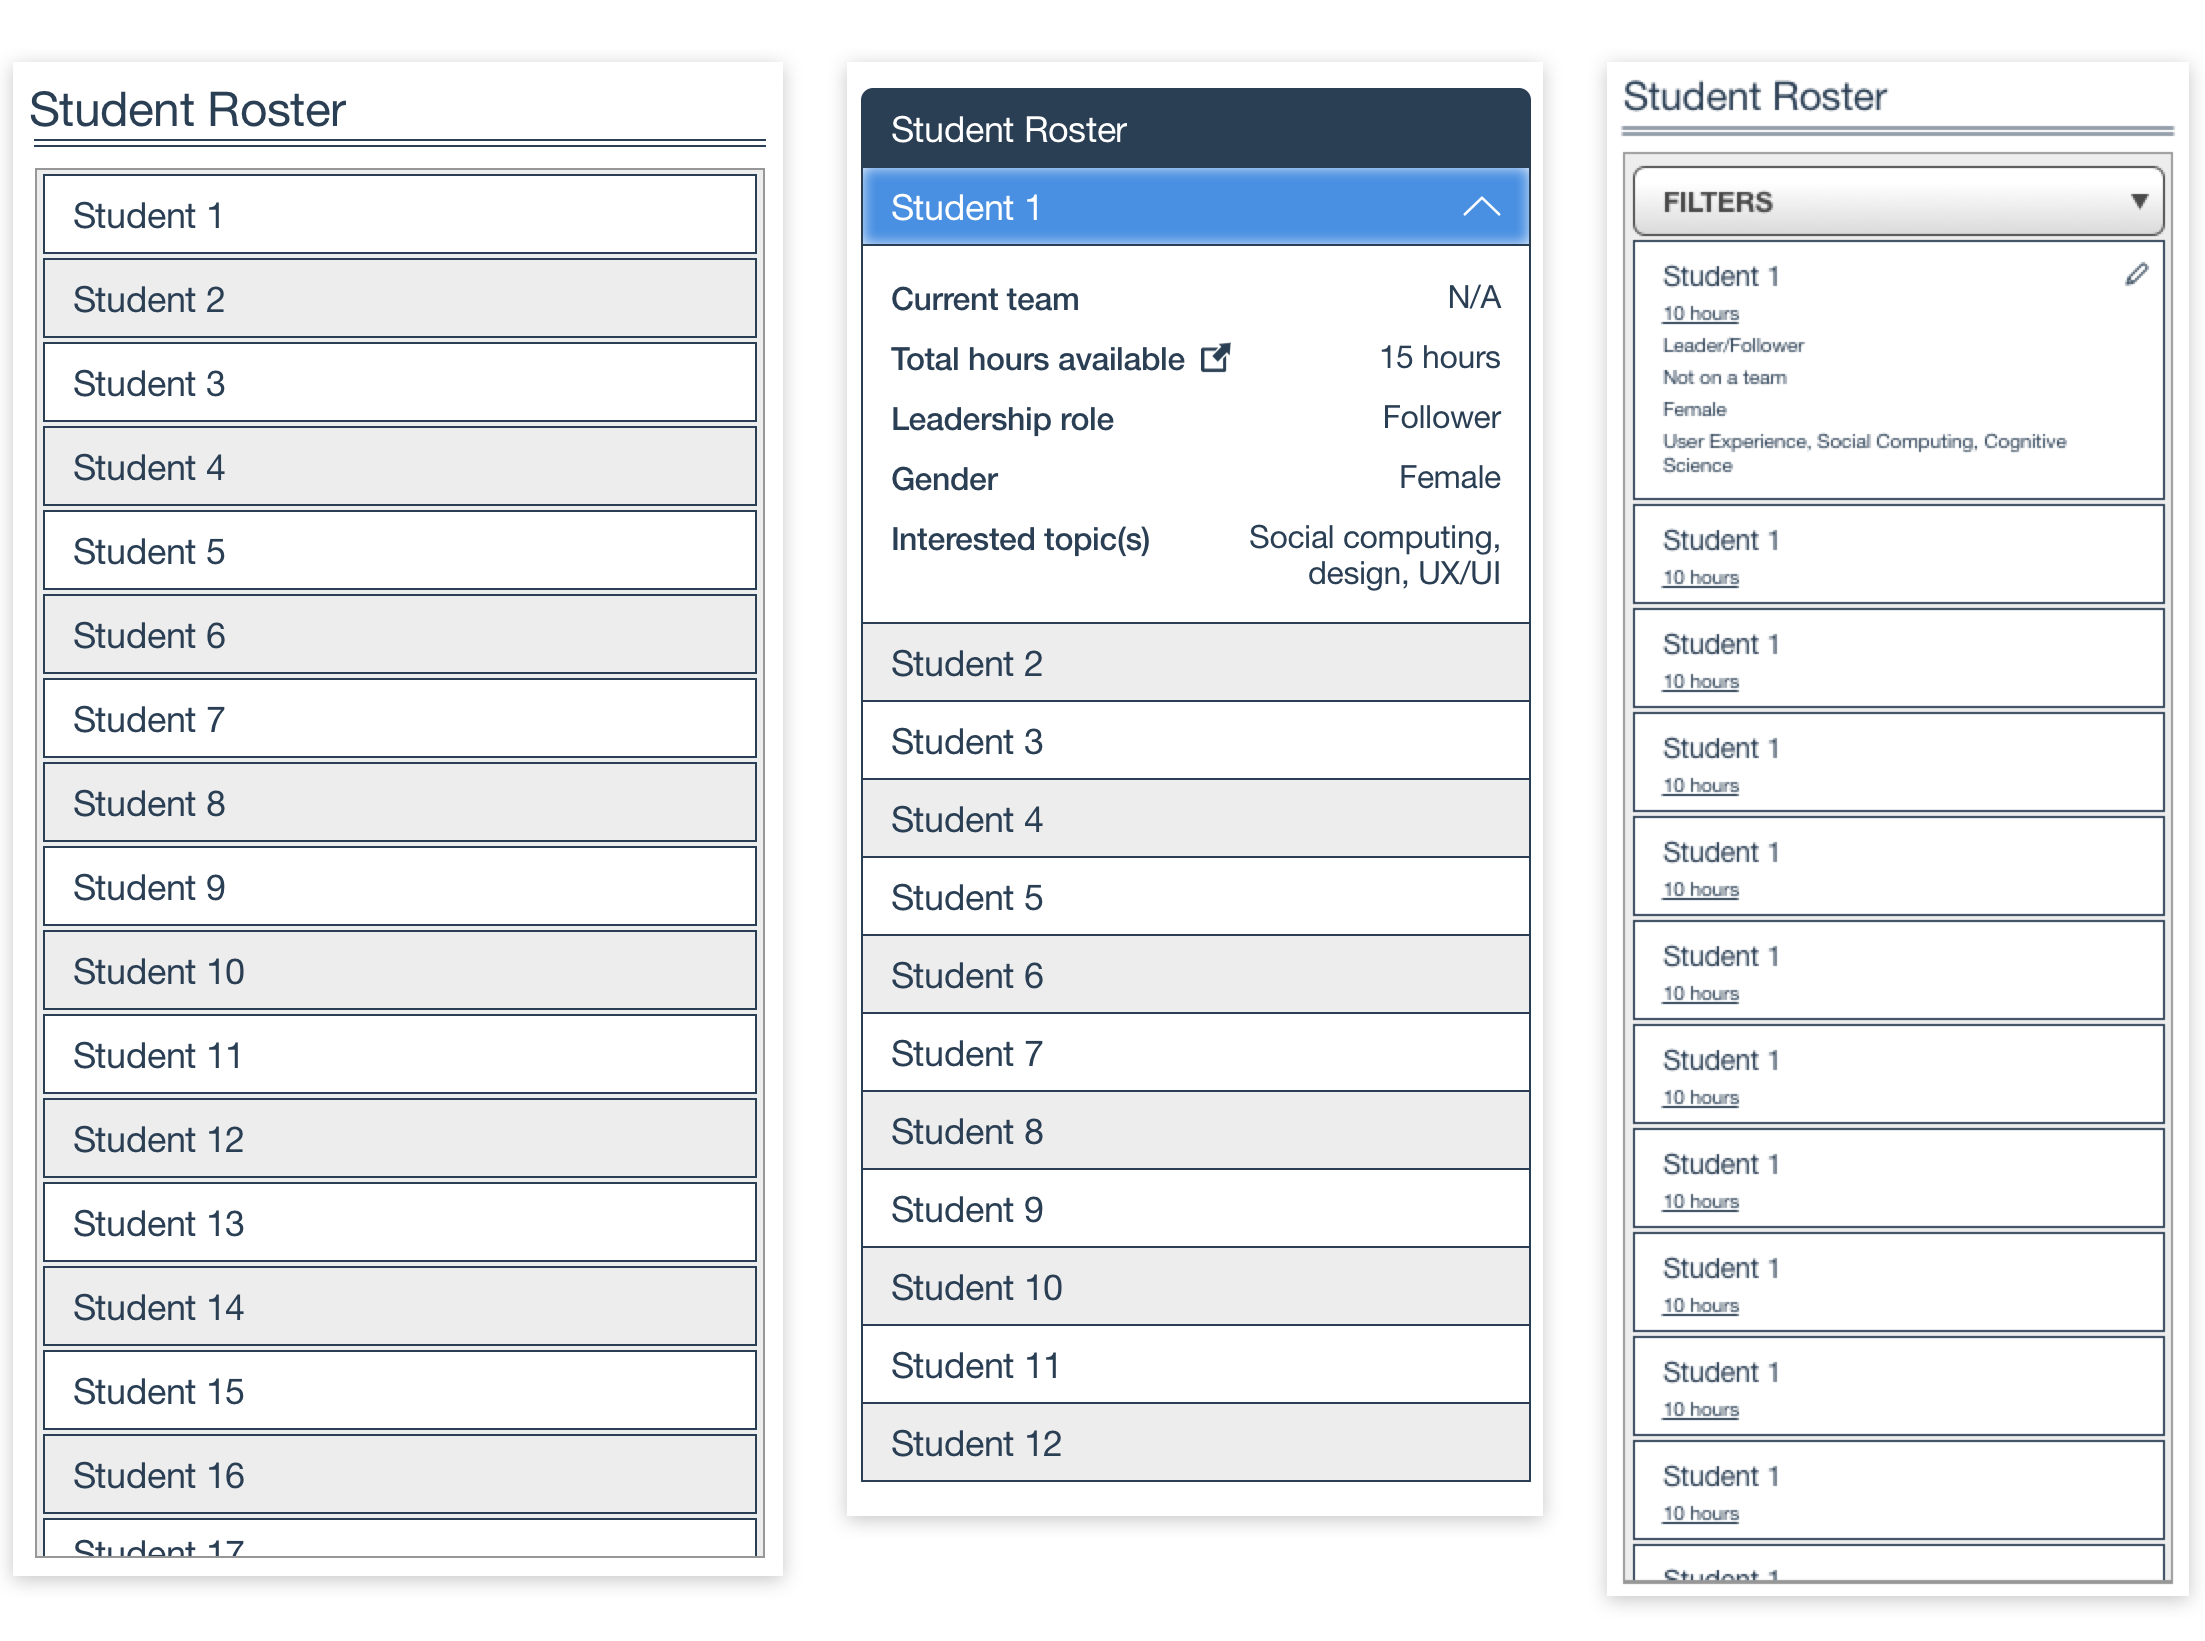 Student Roster
Student 1
Student 2
Student 3
Student 4
Student 5
Student 6
Student 7
Student 8
Student 9
Student 10
Student 11
Student 12
Student 13
Student 14
Student 15
Student 16
Student 17
Student Roster
Student 1
Current team N/A
Total hours available 15 hours
Leadership role Follower
Gender Female
Interested topic(s) Social computing,
design, UX/UI
Student 2
Student 3
Student 4
Student 5
Student 6
Student 7
Student 8
Student 9
Student 10
Student 11
Student 12
Student Roster
FILTERS
Student 1
10 hours
Leader/Follower
Not on a team
Female
User Experience, Social Computing, Cognitive
Science
Student 1
10 hours
Student 1
10 hours
Student 1
10 hours
Student 1
10 hours
Student 1
10 hours
Student 1
10 hours
Student 1
10 hours
Student 1
10 hours
Student 1
10 hours
Student 1
10 hours
Student 1